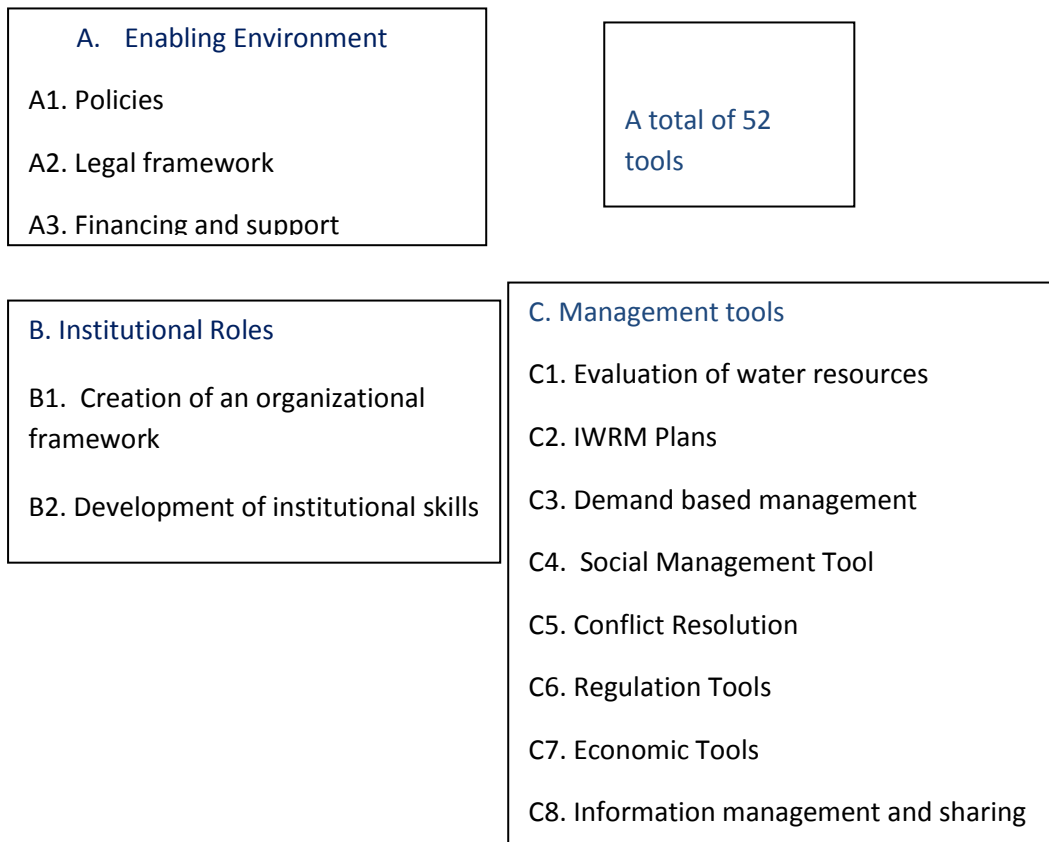 A. Enabling Environment
A1. Policies
A2. Legal framework
A3. Financing and support
A total of 52
tools
B. Institutional Roles
B1. Creation of an organizational
framework
B2. Development of institutional skills
C. Management tools
C1. Evaluation of water resources
C2. IWRM Plans
C3. Demand based management
C4. Social Management Tool
C5. Conflict Resolution
C6. Regulation Tools
C7. Economic Tools
C8. Information management and sharing